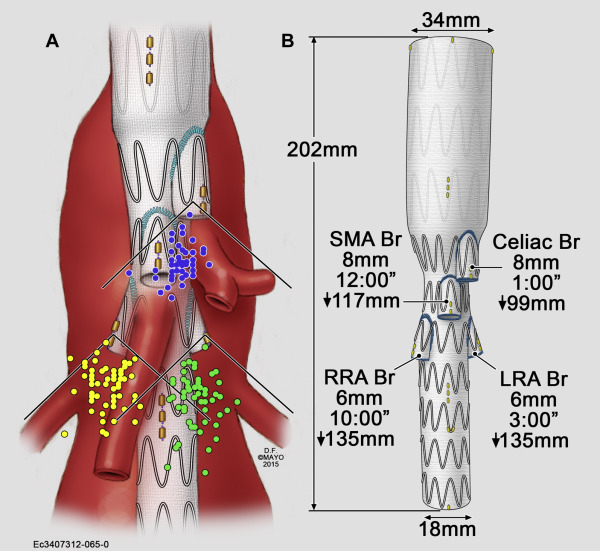 A
B
34mm
202mm
SMA Br
8mm
12:00”
↓117mm
Celiac Br
8mm
1:00”
↓99mm
RRA Br
6mm
10:00”
↓135mm
LRA Br
6mm
3:00”
↓135mm
18mm
D.F.
©MAYO
2015
Ec3407312-065-0